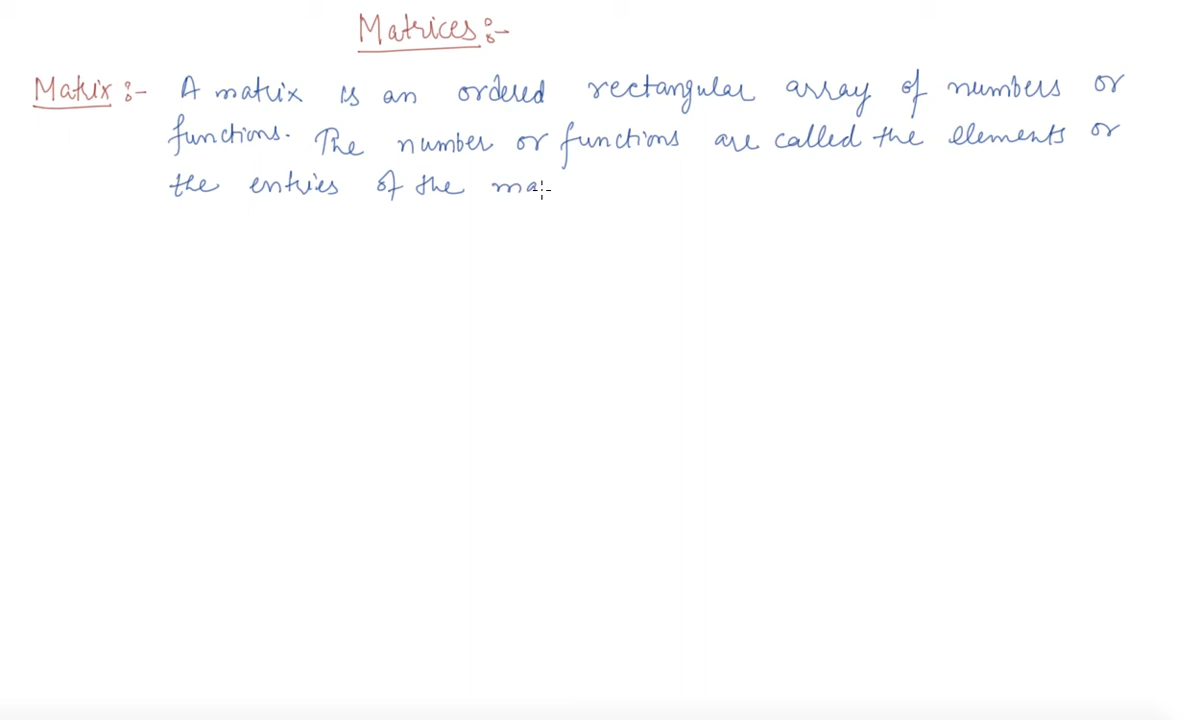 Matrices :-
Matrix :- A matrix is an ordered rectangular array of numbers or
functions. The number or functions are called the elements or
the entries of the ma